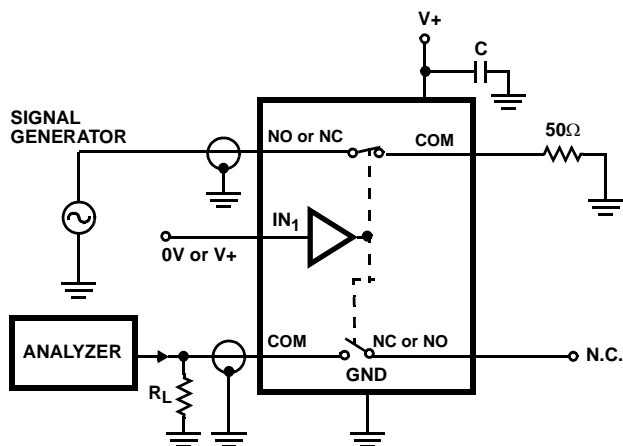 V+
C
SIGNAL
GENERATOR
NO or NC
COM
50Ω
IN1
0V or V+
ANALYZER
COM
NC or NO
N.C.
GND
RL